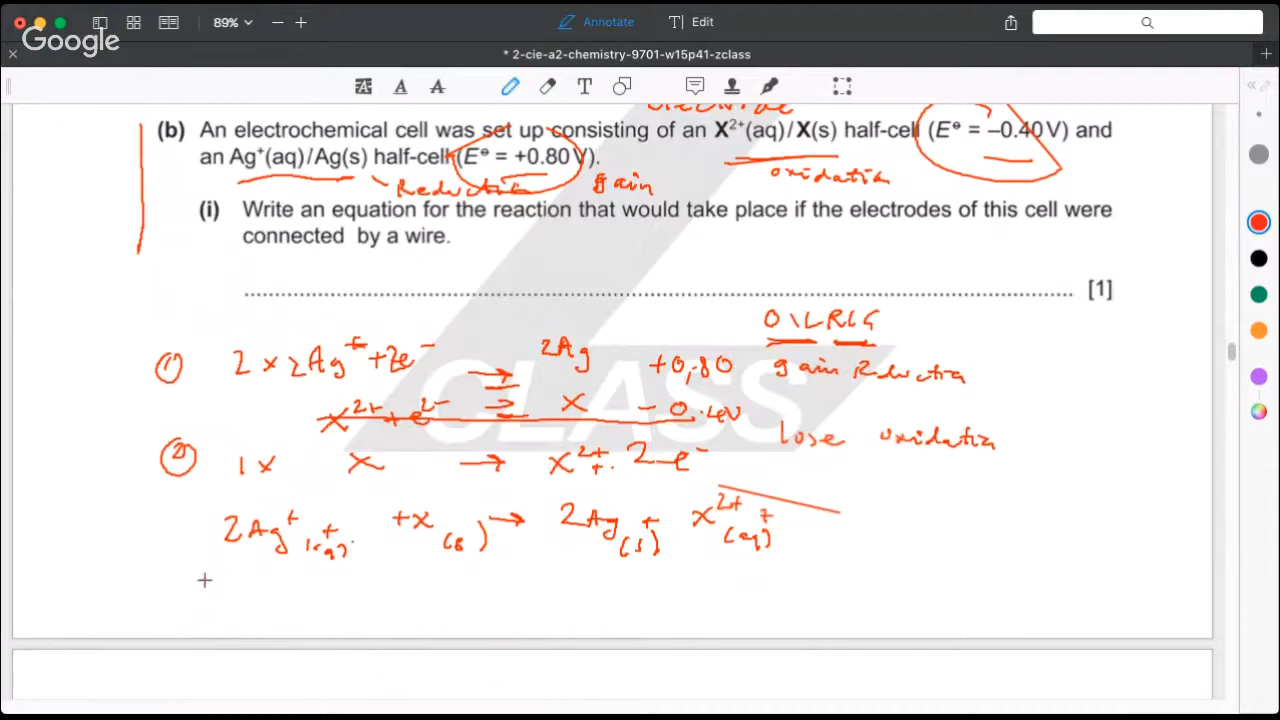 89%
Annotate
Edit
Google
* 2-cie-a2-chemistry-9701-w15p41-zclass
(b) An electrochemical cell was set up consisting of an X²⁺(aq)/X(s) half-cell (E⦵ = –0.40 V) and
an Ag⁺(aq)/Ag(s) half-cell (E⦵ = +0.80 V).
Reduction gain oxidation
(i) Write an equation for the reaction that would take place if the electrodes of this cell were
connected by a wire.
[1]
OILRIG
① 2 × 2Ag⁺ + 2e⁻ → 2Ag +0.80 gain Reduction
X²⁺ + e²⁻ ⇌ X – 0.40V
lose oxidation
② 1 × X → X²⁺ + 2e⁻
2Ag⁺(aq) + X(s) → 2Ag(s) + X²⁺(aq)
CLASS